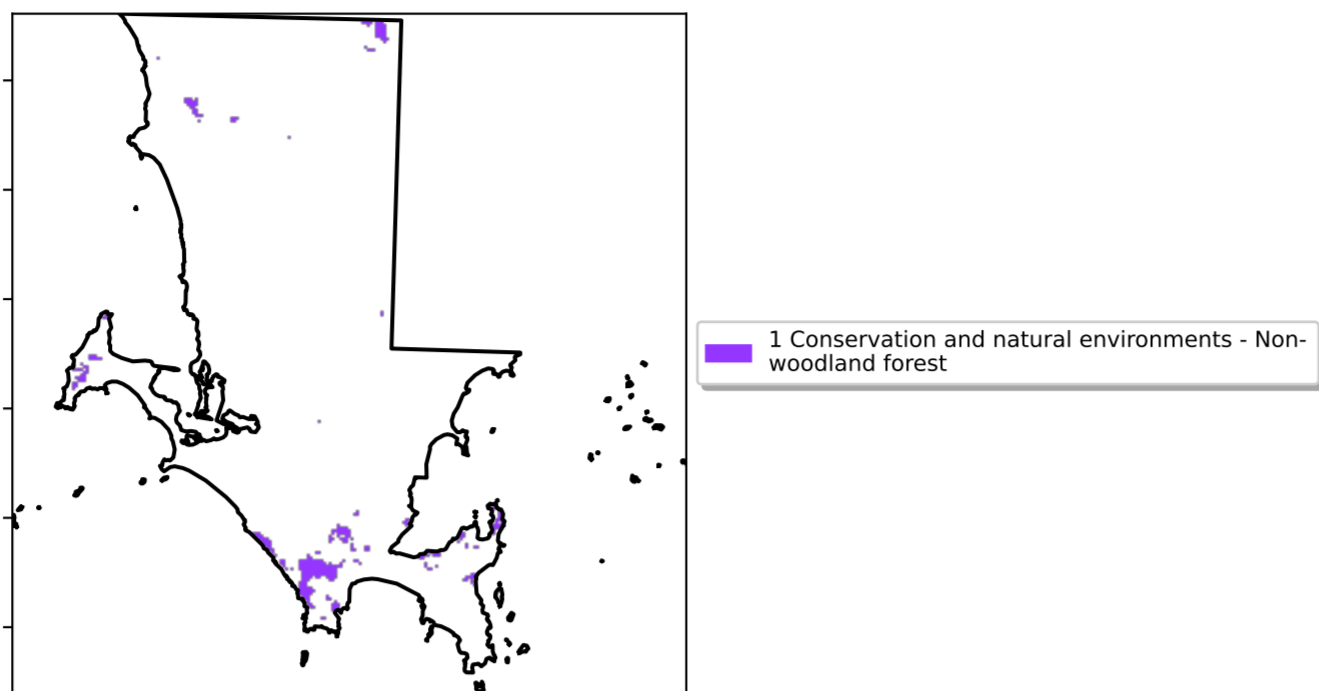 1 Conservation and natural environments - Non-
woodland forest